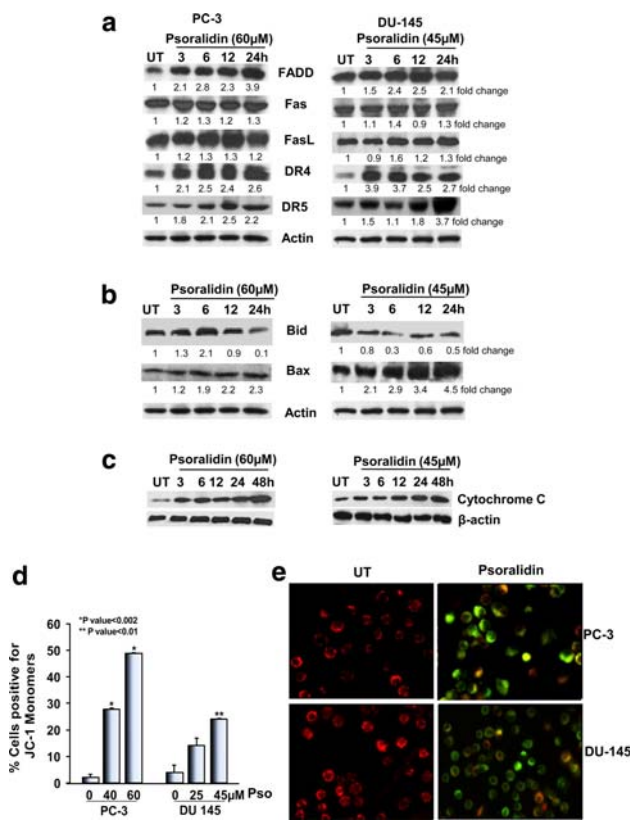 a
PC-3
DU-145
Psoralidin (60μM)
Psoralidin (45μM)
UT 3 6 12 24h
UT 3 6 12 24h
FADD
1 2.1 2.8 2.3 3.9
1 1.5 2.4 2.5 2.1 fold change
Fas
1 1.2 1.3 1.2 1.3
1 1.1 1.4 0.9 1.3 fold change
FasL
1 1.2 1.3 1.3 1.2
1 0.9 1.6 1.2 1.3 fold change
DR4
1 2.1 2.5 2.4 2.6
1 3.9 3.7 2.5 2.7 fold change
DR5
1 1.8 2.1 2.5 2.2
1 1.5 1.1 1.8 3.7 fold change
Actin
b
Psoralidin (60μM)
Psoralidin (45μM)
UT 3 6 12 24h
UT 3 6 12 24h
Bid
1 1.3 2.1 0.9 0.1
1 0.8 0.3 0.6 0.5 fold change
Bax
1 1.2 1.9 2.2 2.3
1 2.1 2.9 3.4 4.5 fold change
Actin
c
Psoralidin (60μM)
Psoralidin (45μM)
UT 3 6 12 24 48h
UT 3 6 12 24 48h
Cytochrome C
β-actin
d
% Cells positive for
JC-1 Monomers
60
50
40
30
20
10
0
*P value<0.002
** P value<0.01
*
*
**
0 40 60
0 25 45μM Pso
PC-3
DU 145
e
UT
Psoralidin
PC-3
DU-145